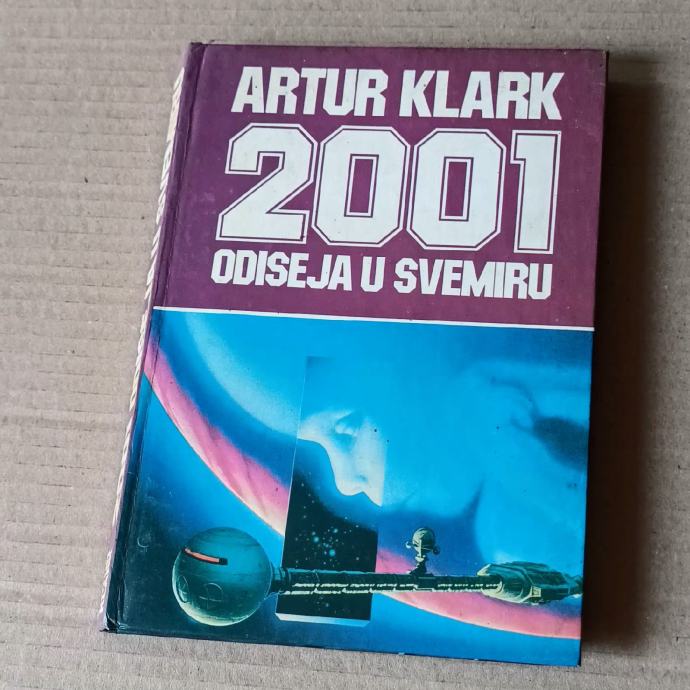 ARTUR KLARK
2001
ODISEJA U SVEMIRU